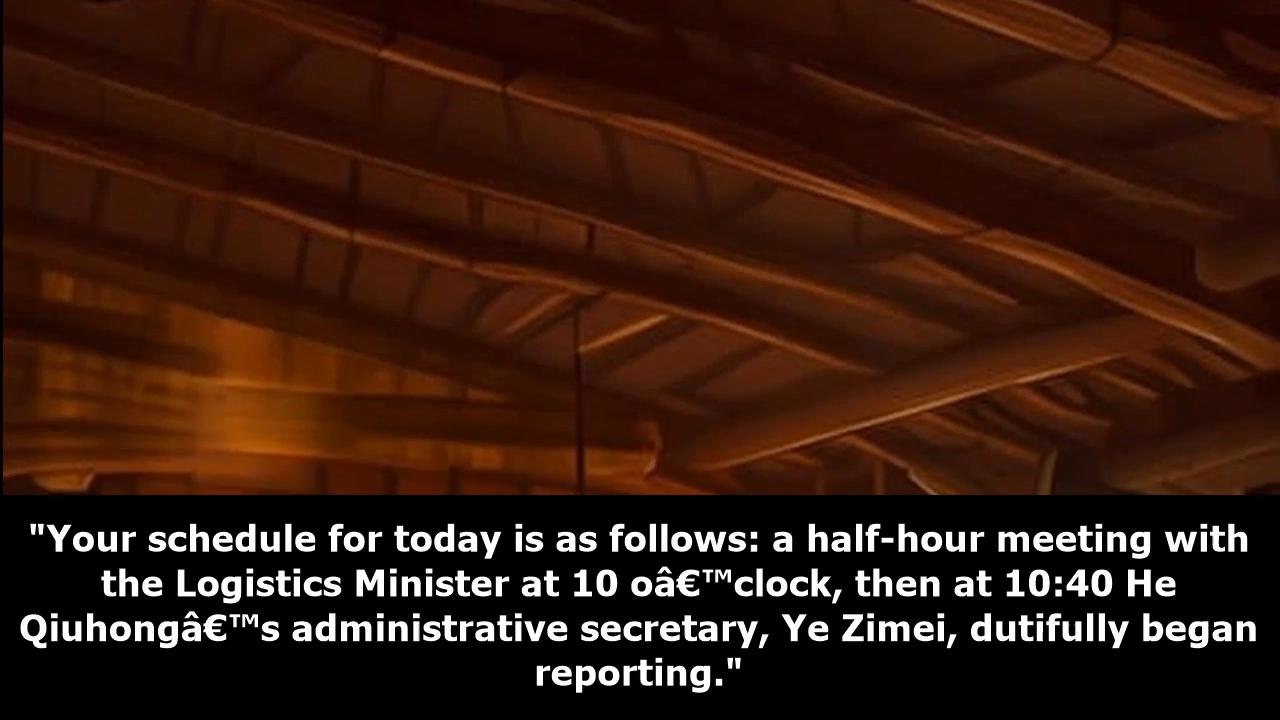 "Your schedule for today is as follows: a half-hour meeting with
the Logistics Minister at 10 oâ€™clock, then at 10:40 He
Qiuhongâ€™s administrative secretary, Ye Zimei, dutifully began
reporting."